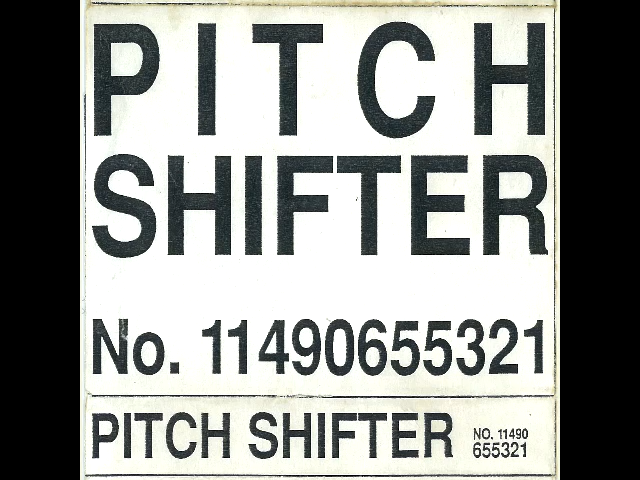 PITCH
SHIFTER
No. 11490655321
PITCH SHIFTER
NO. 11490
655321